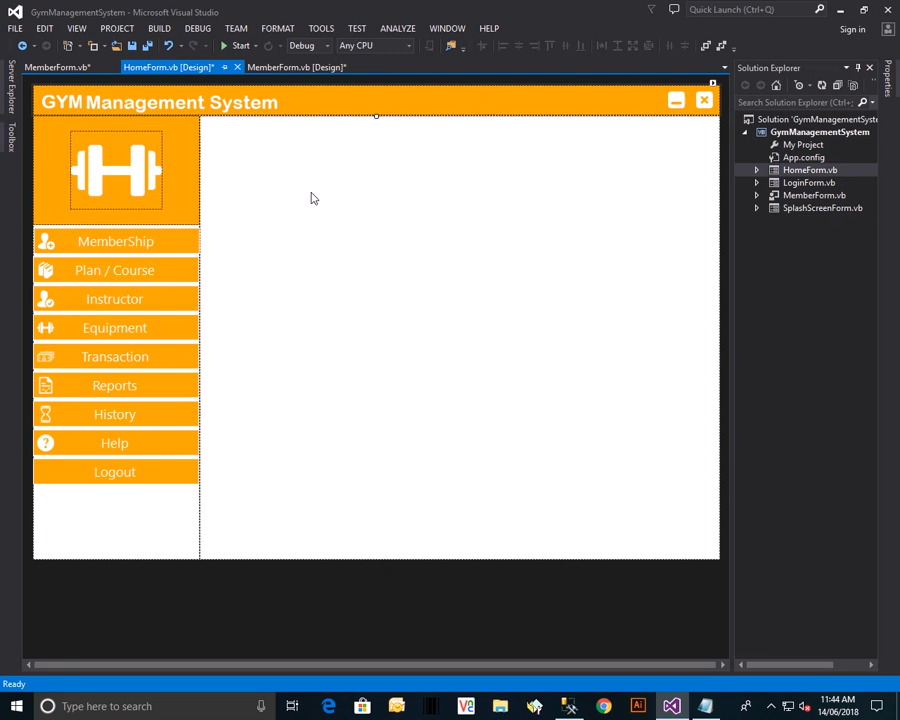 GymManagementSystem - Microsoft Visual Studio
Quick Launch (Ctrl+Q)
FILE EDIT VIEW PROJECT BUILD DEBUG TEAM FORMAT TOOLS TEST ANALYZE WINDOW HELP
Sign in
Start Debug Any CPU
Server Explorer
Toolbox
MemberForm.vb* HomeForm.vb [Design]* MemberForm.vb [Design]*
GYM Management System
MemberShip
Plan / Course
Instructor
Equipment
Transaction
Reports
History
Help
Logout
Solution Explorer
Search Solution Explorer (Ctrl+;
Solution 'GymManagementSyste
GymManagementSystem
My Project
App.config
HomeForm.vb
LoginForm.vb
MemberForm.vb
SplashScreenForm.vb
Properties
Ready
Type here to search
11:44 AM
14/06/2018